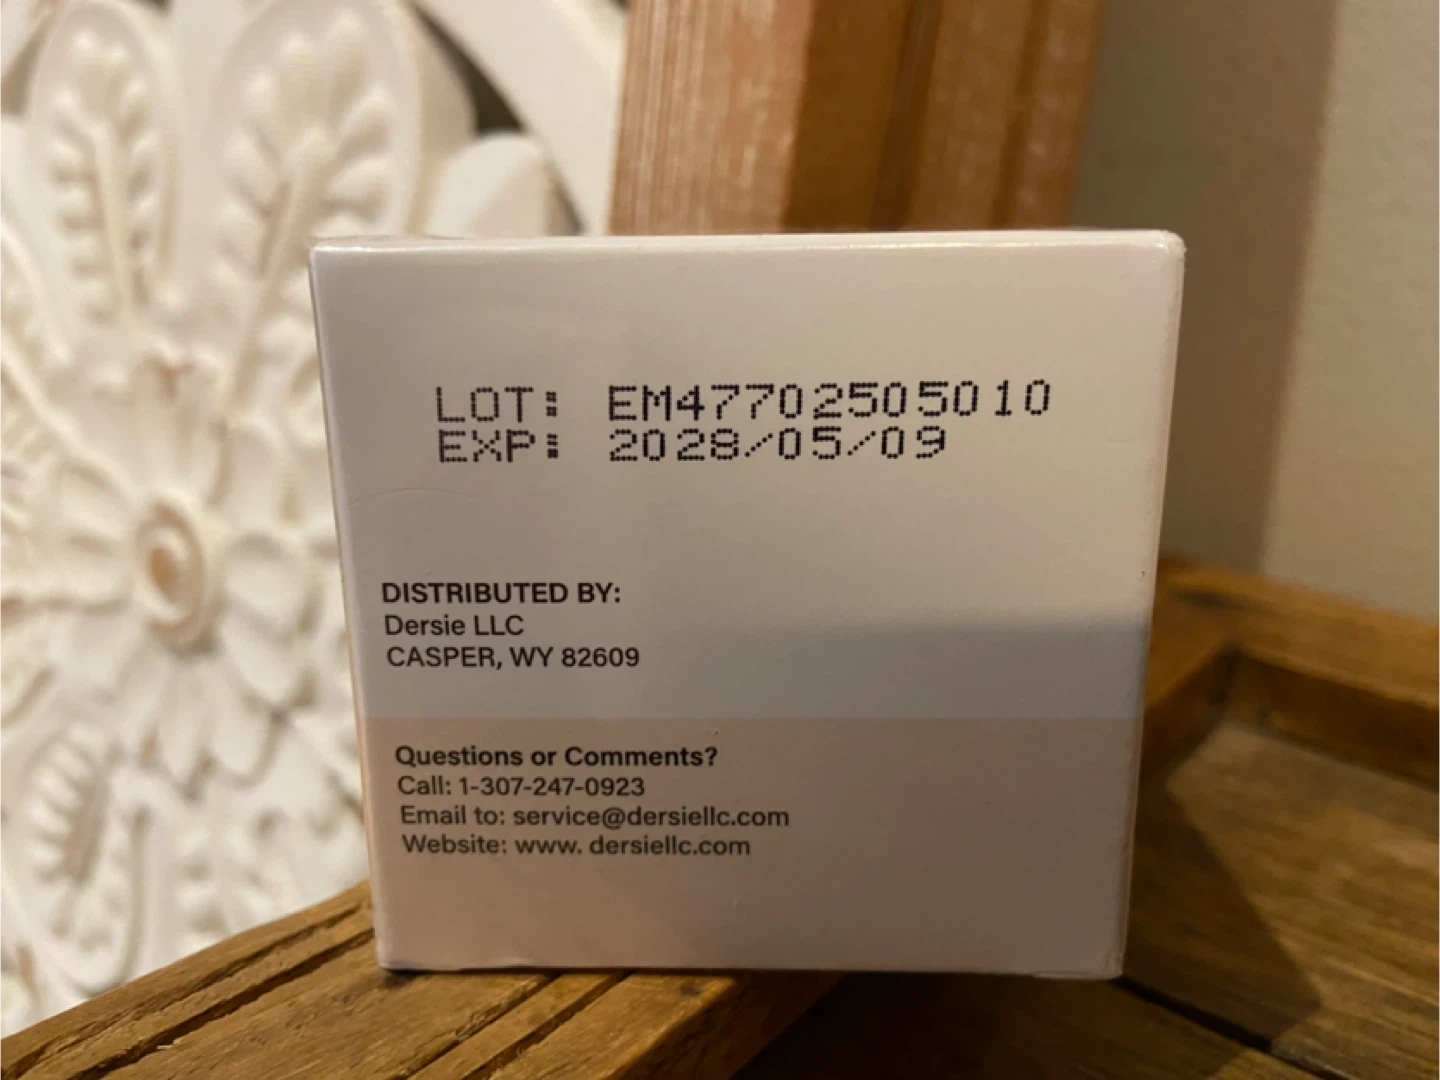 LOT: EM47702505010
EXP: 2028/05/09
DISTRIBUTED BY:
Dersie LLC
CASPER, WY 82609
Questions or Comments?
Call: 1-307-247-0923
Email to: service@dersiellc.com
Website: www. dersiellc.com